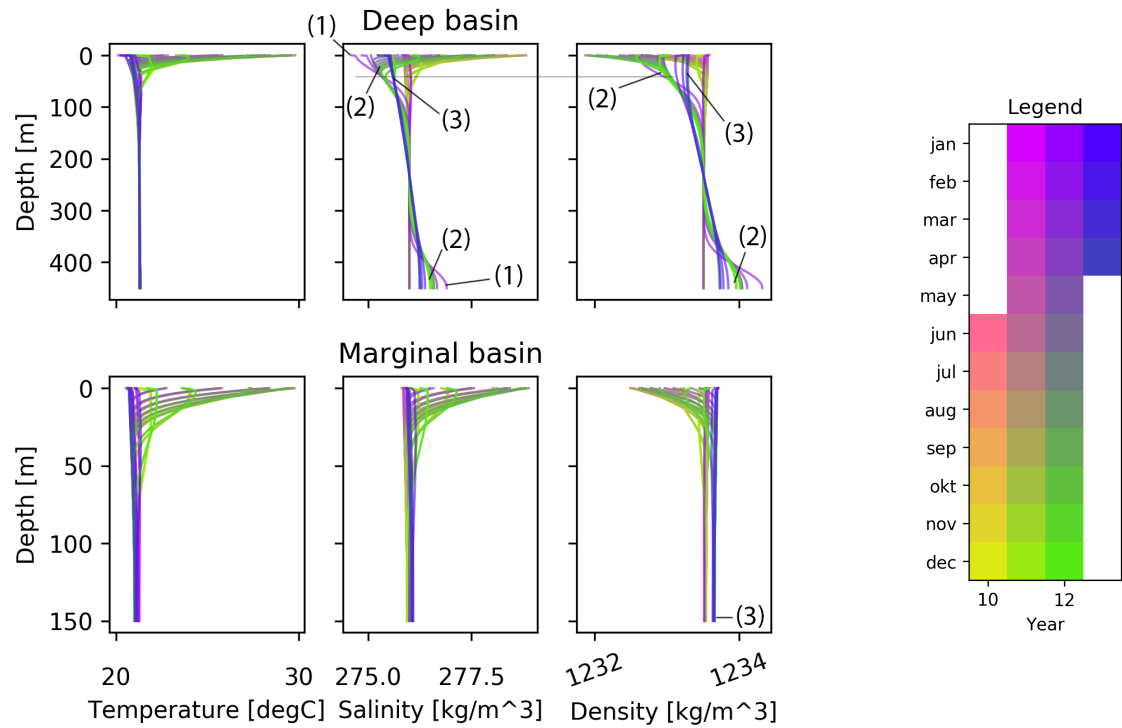 (1)
Deep basin
0
100
200
300
400
Depth [m]
(2)
(3)
(2)
(1)
(2)
(3)
(2)
Marginal basin
0
50
100
150
Depth [m]
(3)
20
30
275.0
277.5
1232
1234
Temperature [degC]
Salinity [kg/m^3]
Density [kg/m^3]
Legend
jan
feb
mar
apr
may
jun
jul
aug
sep
okt
nov
dec
10
12
Year